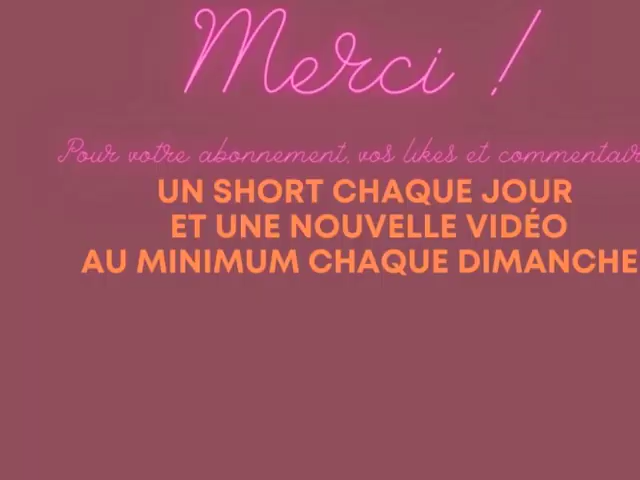 Merci !
Pour votre abonnement, vos likes et commentair
UN SHORT CHAQUE JOUR
ET UNE NOUVELLE VIDÉO
AU MINIMUM CHAQUE DIMANCHE